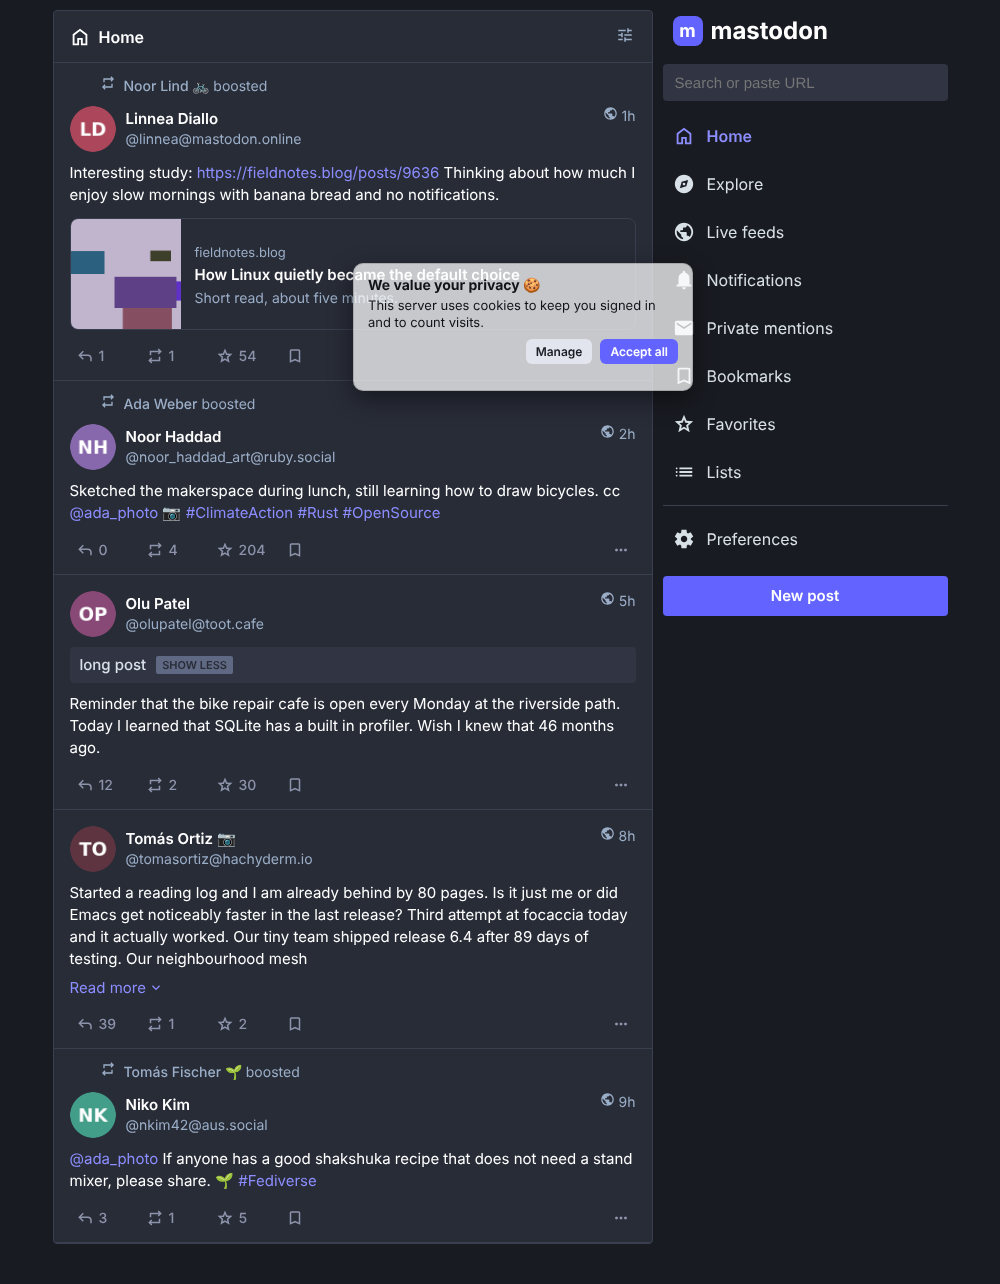 Home
Noor Lind 🚲 boosted
LD
Linnea Diallo
1h
@linnea@mastodon.online
Interesting study: https://fieldnotes.blog/posts/9636 Thinking about how much I
enjoy slow mornings with banana bread and no notifications.
fieldnotes.blog
How Linux quietly became the default choice
Short read, about five minutes
1
1
54
We value your privacy 🍪
This server uses cookies to keep you signed in
and to count visits.
Manage
Accept all
Ada Weber boosted
NH
Noor Haddad
2h
@noor_haddad_art@ruby.social
Sketched the makerspace during lunch, still learning how to draw bicycles. cc
@ada_photo 📷 #ClimateAction #Rust #OpenSource
0
4
204
OP
Olu Patel
5h
@olupatel@toot.cafe
long post
SHOW LESS
Reminder that the bike repair cafe is open every Monday at the riverside path.
Today I learned that SQLite has a built in profiler. Wish I knew that 46 months
ago.
12
2
30
TO
Tomás Ortiz 📷
8h
@tomasortiz@hachyderm.io
Started a reading log and I am already behind by 80 pages. Is it just me or did
Emacs get noticeably faster in the last release? Third attempt at focaccia today
and it actually worked. Our tiny team shipped release 6.4 after 89 days of
testing. Our neighbourhood mesh
Read more
39
1
2
Tomás Fischer 🌱 boosted
NK
Niko Kim
9h
@nkim42@aus.social
@ada_photo If anyone has a good shakshuka recipe that does not need a stand
mixer, please share. 🌱 #Fediverse
3
1
5
m mastodon
Search or paste URL
Home
Explore
Live feeds
Notifications
Private mentions
Bookmarks
Favorites
Lists
Preferences
New post